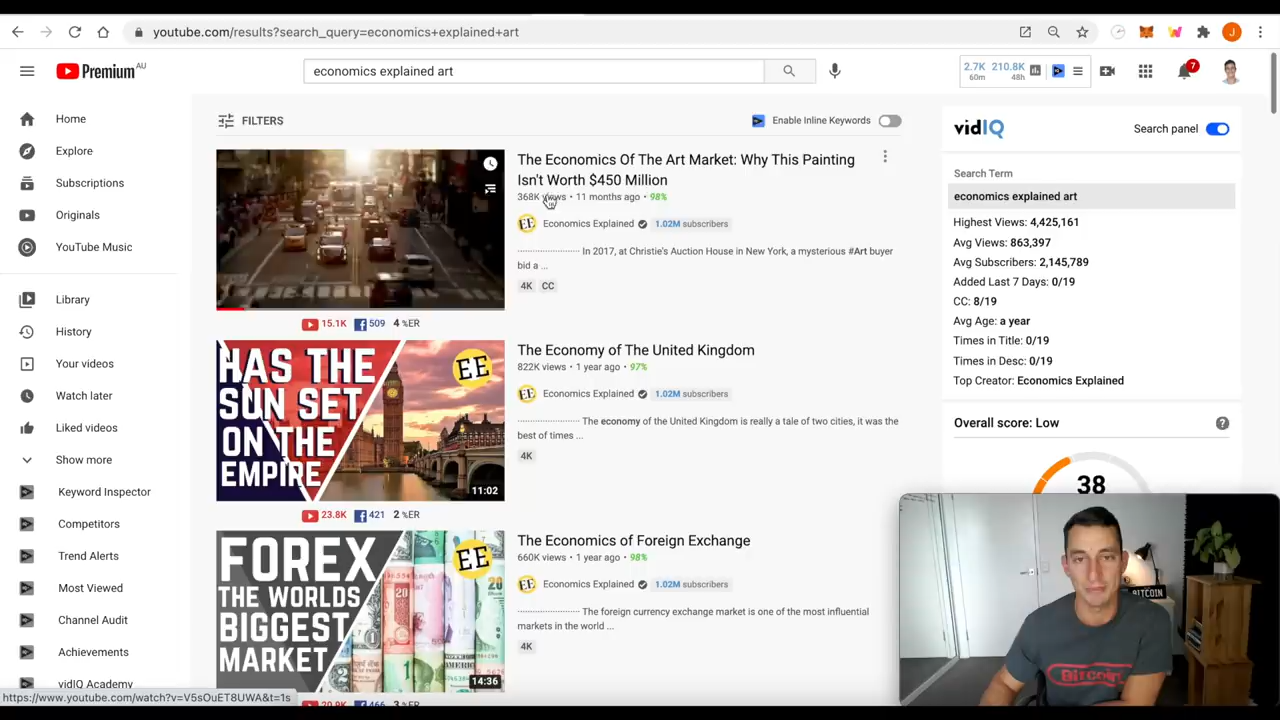 youtube.com/results?search_query=economics+explained+art
Premium AU
economics explained art
2.7K 210.8K
60m 48h
7
Home
Explore
Subscriptions
Originals
YouTube Music
Library
History
Your videos
Watch later
Liked videos
Show more
Keyword Inspector
Competitors
Trend Alerts
Most Viewed
Channel Audit
Achievements
vidIQ Academy
FILTERS
Enable Inline Keywords
The Economics Of The Art Market: Why This Painting
Isn't Worth $450 Million
368K views • 11 months ago • 98%
Economics Explained 1.02M subscribers
In 2017, at Christie's Auction House in New York, a mysterious #Art buyer
bid a ...
4K CC
15.1K 509 4 %ER
HAS THE
SUN SET
ON THE
EMPIRE
EE
11:02
The Economy of The United Kingdom
822K views • 1 year ago • 97%
Economics Explained 1.02M subscribers
The economy of the United Kingdom is really a tale of two cities, it was the
best of times ...
4K
23.8K 421 2 %ER
FOREX
THE WORLDS
BIGGEST
MARKET
EE
14:36
The Economics of Foreign Exchange
660K views • 1 year ago • 98%
Economics Explained 1.02M subscribers
The foreign currency exchange market is one of the most influential
markets in the world ...
4K
20.9K 466 3 %ER
vidIQ
Search panel
Search Term
economics explained art
Highest Views: 4,425,161
Avg Views: 863,397
Avg Subscribers: 2,145,789
Added Last 7 Days: 0/19
CC: 8/19
Avg Age: a year
Times in Title: 0/19
Times in Desc: 0/19
Top Creator: Economics Explained
Overall score: Low
38
BITCOIN
Bitcoin
https://www.youtube.com/watch?v=V5sOuET8UWA&t=1s